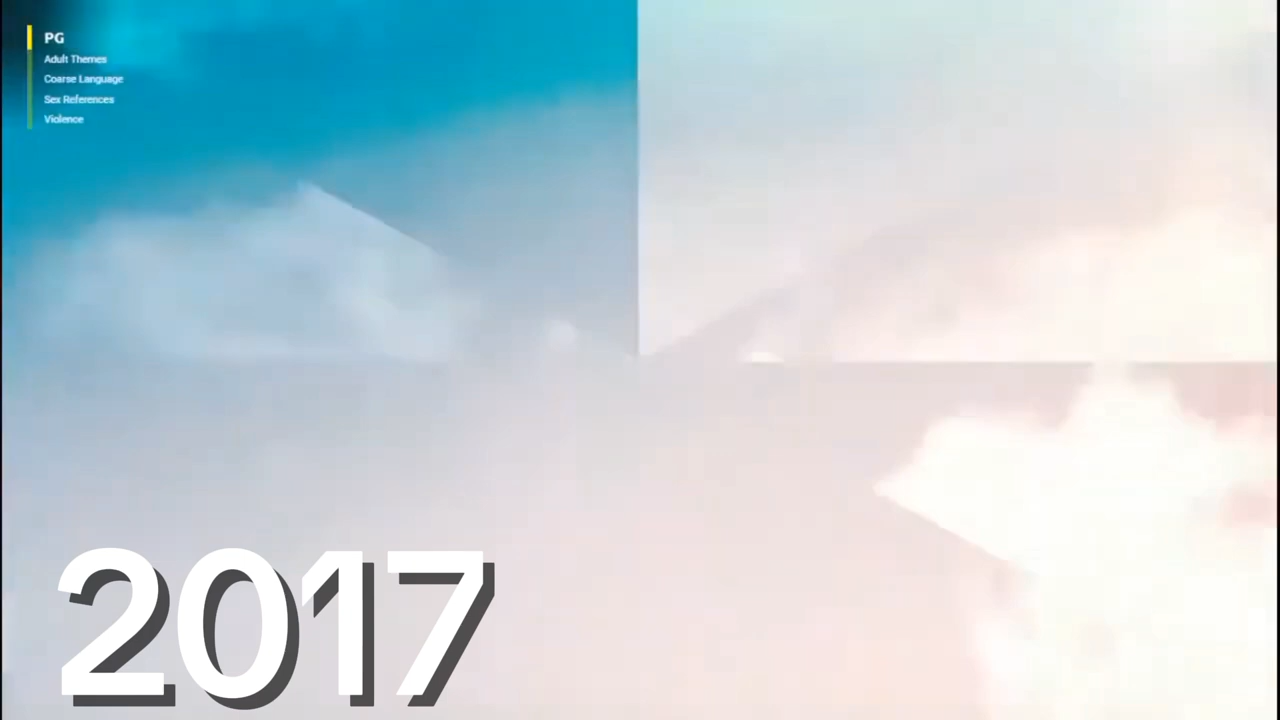 PG
Adult Themes
Coarse Language
Sex References
Violence
2017